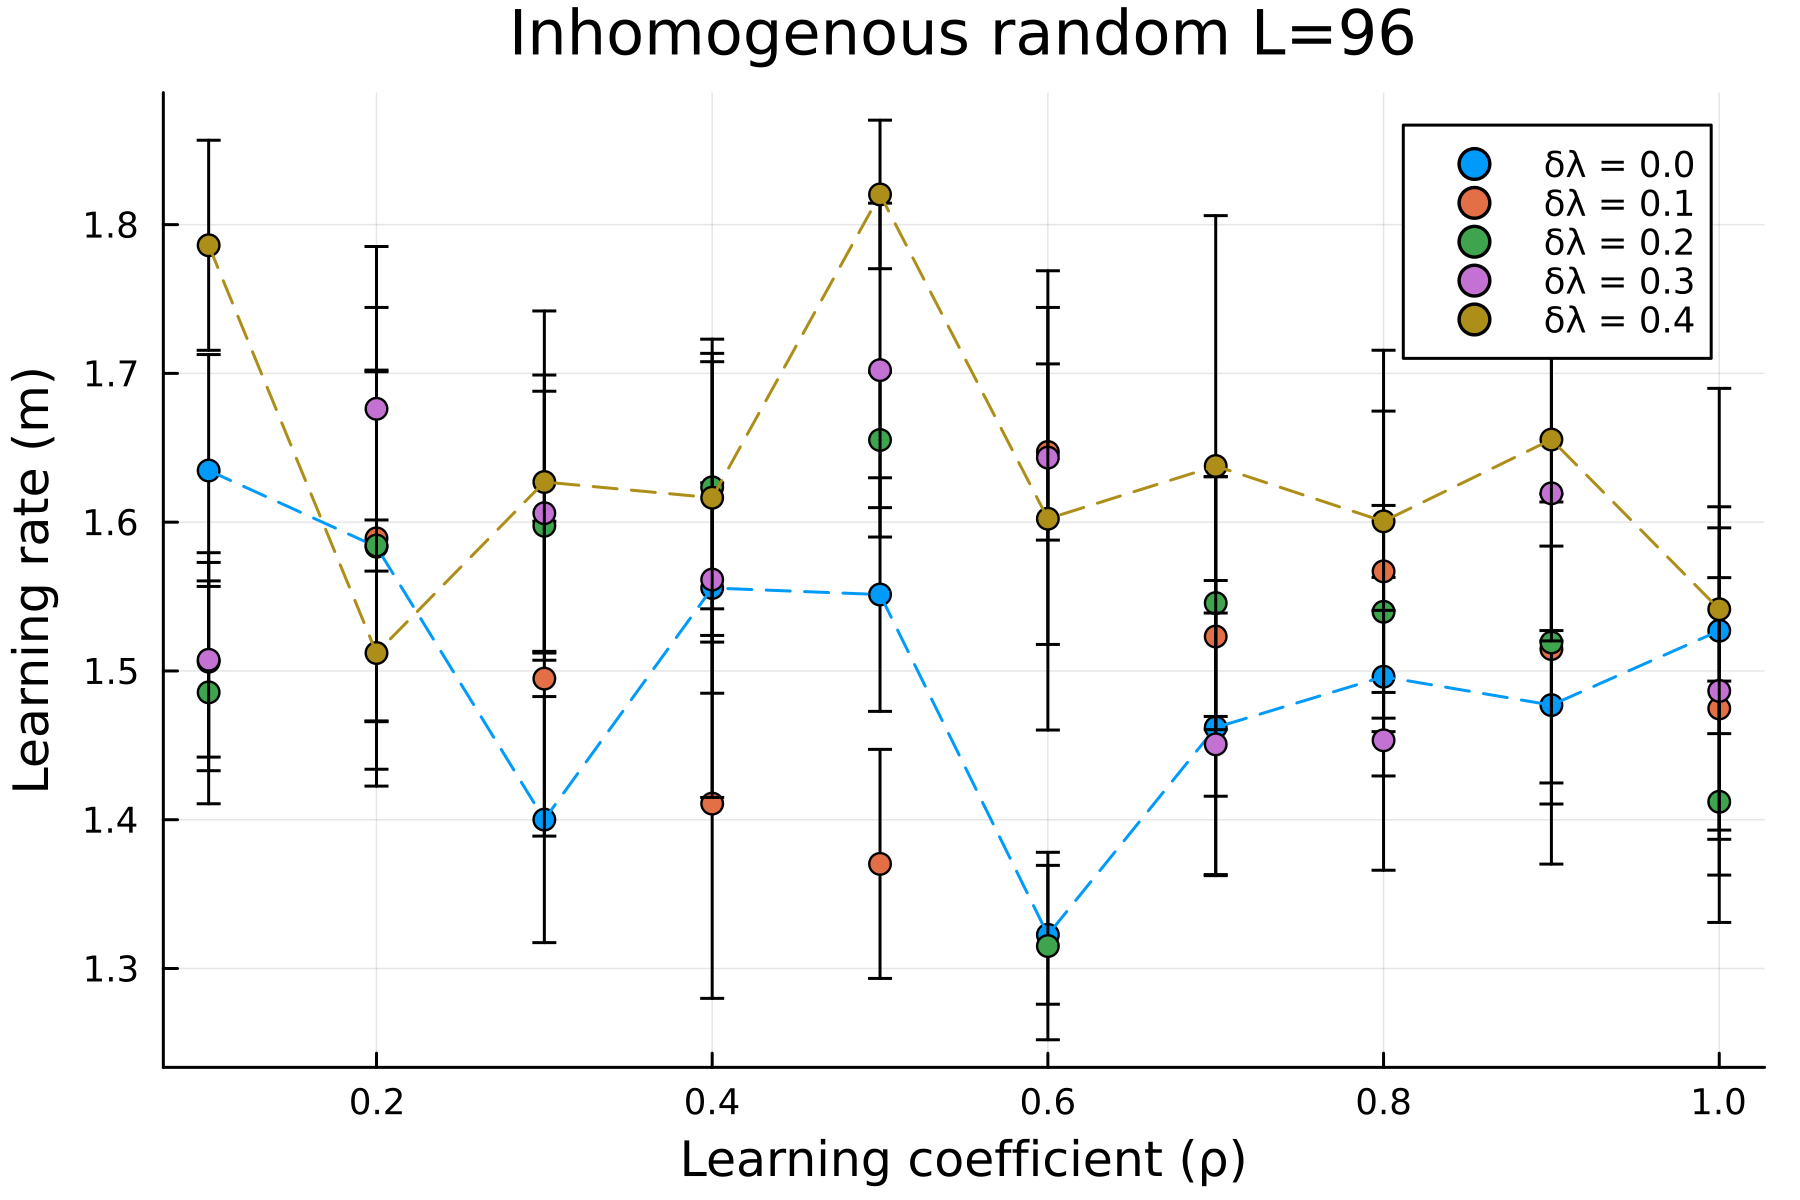 Inhomogenous random L=96
δλ = 0.0
δλ = 0.1
δλ = 0.2
δλ = 0.3
δλ = 0.4
Learning rate (m)
1.8
1.7
1.6
1.5
1.4
1.3
0.2 0.4 0.6 0.8 1.0
Learning coefficient (ρ)